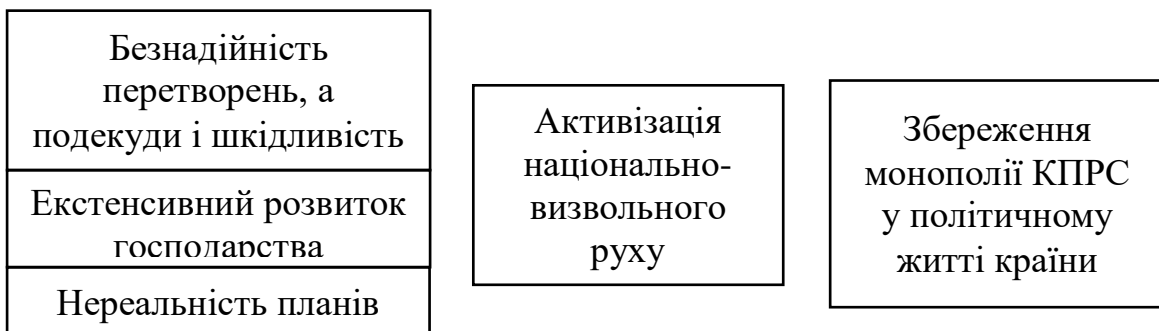 Безнадійність
перетворень, а
подекуди і шкідливість
Екстенсивний розвиток
господарства
Нереальність планів
Активізація
національно-
визвольного
руху
Збереження
монополії КПРС
у політичному
житті країни